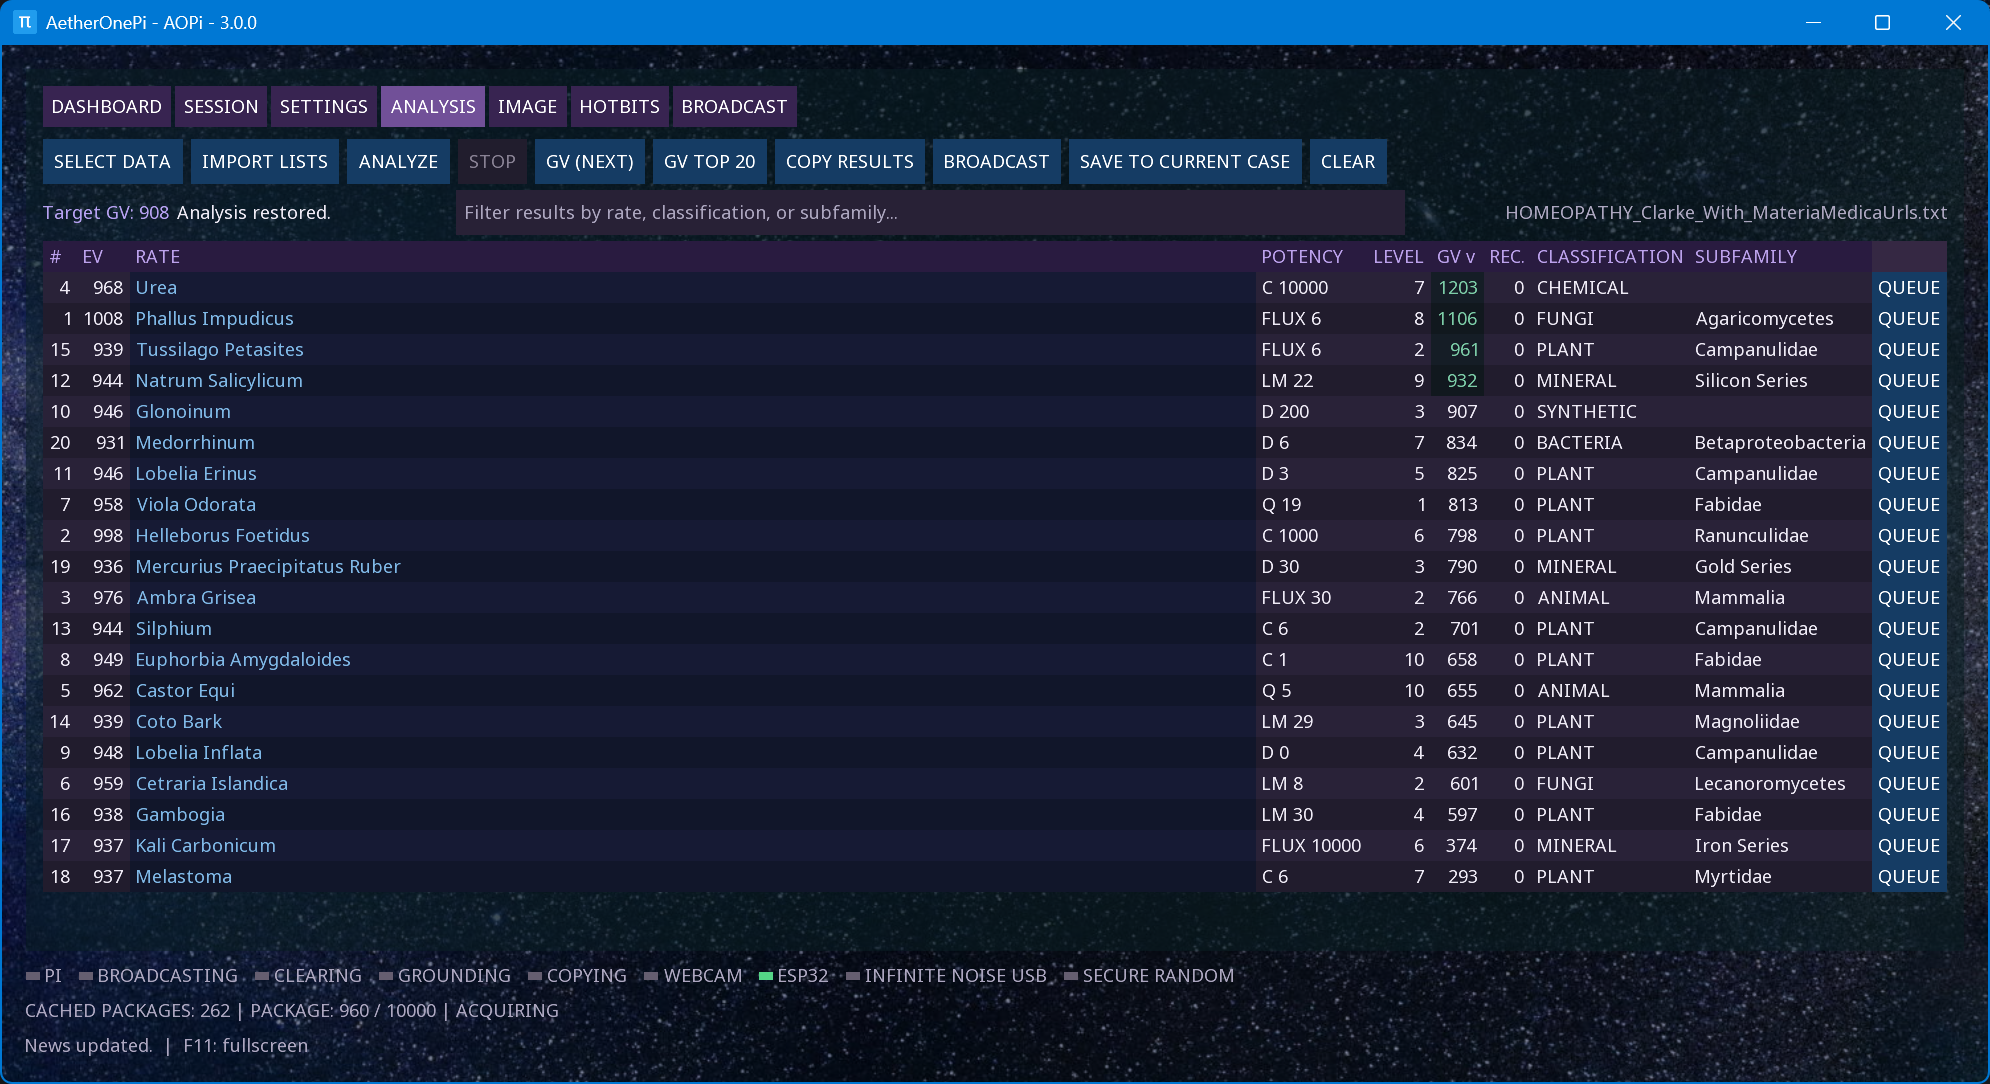 π AetherOnePi - AOPi - 3.0.0
DASHBOARD SESSION SETTINGS ANALYSIS IMAGE HOTBITS BROADCAST
SELECT DATA IMPORT LISTS ANALYZE STOP GV (NEXT) GV TOP 20 COPY RESULTS BROADCAST SAVE TO CURRENT CASE CLEAR
Target GV: 908 Analysis restored. Filter results by rate, classification, or subfamily... HOMEOPATHY_Clarke_With_MateriaMedicaUrls.txt
# EV RATE POTENCY LEVEL GV v REC. CLASSIFICATION SUBFAMILY
4 968 Urea C 10000 7 1203 0 CHEMICAL QUEUE
1 1008 Phallus Impudicus FLUX 6 8 1106 0 FUNGI Agaricomycetes QUEUE
15 939 Tussilago Petasites FLUX 6 2 961 0 PLANT Campanulidae QUEUE
12 944 Natrum Salicylicum LM 22 9 932 0 MINERAL Silicon Series QUEUE
10 946 Glonoinum D 200 3 907 0 SYNTHETIC QUEUE
20 931 Medorrhinum D 6 7 834 0 BACTERIA Betaproteobacteria QUEUE
11 946 Lobelia Erinus D 3 5 825 0 PLANT Campanulidae QUEUE
7 958 Viola Odorata Q 19 1 813 0 PLANT Fabidae QUEUE
2 998 Helleborus Foetidus C 1000 6 798 0 PLANT Ranunculidae QUEUE
19 936 Mercurius Praecipitatus Ruber D 30 3 790 0 MINERAL Gold Series QUEUE
3 976 Ambra Grisea FLUX 30 2 766 0 ANIMAL Mammalia QUEUE
13 944 Silphium C 6 2 701 0 PLANT Campanulidae QUEUE
8 949 Euphorbia Amygdaloides C 1 10 658 0 PLANT Fabidae QUEUE
5 962 Castor Equi Q 5 10 655 0 ANIMAL Mammalia QUEUE
14 939 Coto Bark LM 29 3 645 0 PLANT Magnoliidae QUEUE
9 948 Lobelia Inflata D 0 4 632 0 PLANT Campanulidae QUEUE
6 959 Cetraria Islandica LM 8 2 601 0 FUNGI Lecanoromycetes QUEUE
16 938 Gambogia LM 30 4 597 0 PLANT Fabidae QUEUE
17 937 Kali Carbonicum FLUX 10000 6 374 0 MINERAL Iron Series QUEUE
18 937 Melastoma C 6 7 293 0 PLANT Myrtidae QUEUE
PI BROADCASTING CLEARING GROUNDING COPYING WEBCAM ESP32 INFINITE NOISE USB SECURE RANDOM
CACHED PACKAGES: 262 | PACKAGE: 960 / 10000 | ACQUIRING
News updated. | F11: fullscreen